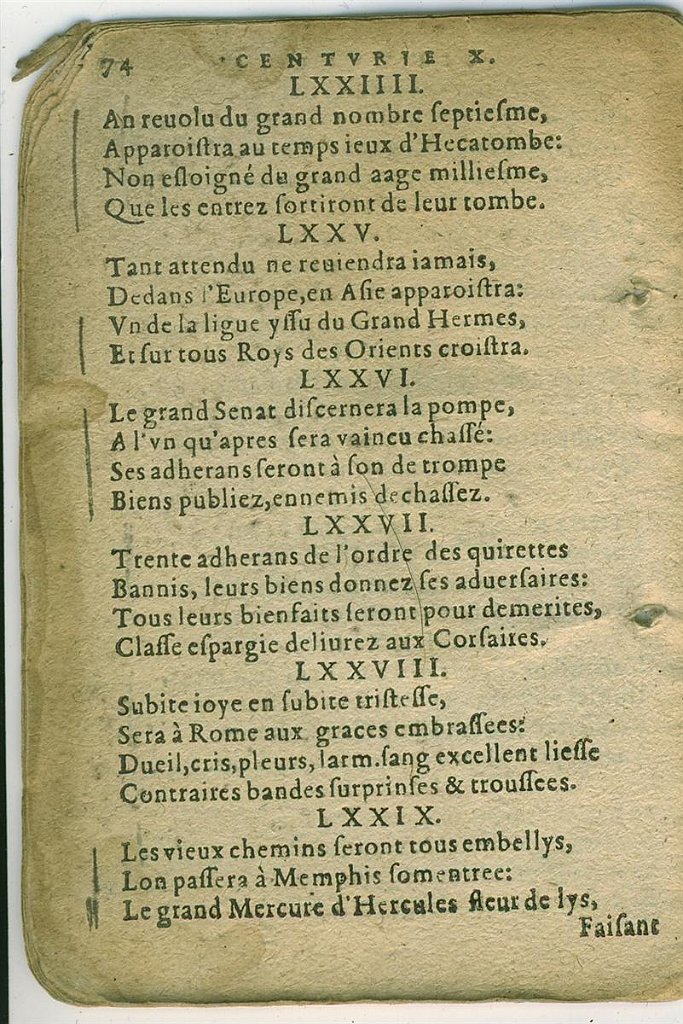 74 CENTVRIE X.
LXXIIII.
An reuolu du grand nombre ſeptieſme,
Apparoiſtra au temps ieux d'Hecatombe:
Non eſloigné du grand aage millieſme,
Que les entrez ſortiront de leur tombe.
LXXV.
Tant attendu ne reuiendra iamais,
Dedans l'Europe, en Aſie apparoiſtra:
Vn de la ligue yſſu du Grand Hermes,
Et ſur tous Roys des Orients croiſtra.
LXXVI.
Le grand Senat diſcernera la pompe,
A l'vn qu'apres ſera vaincu chaſſé:
Ses adherans ſeront à ſon de trompe
Biens publiez, ennemis dechaſſez.
LXXVII.
Trente adherans de l'ordre des quirettes
Bannis, leurs biens donnez ſes aduerſaires:
Tous leurs bienfaits ſeront pour demerites,
Claſſe eſpargie deliurez aux Corſaires.
LXXVIII.
Subite ioye en ſubite triſteſſe,
Sera à Rome aux graces embraſſees:
Dueil, cris, pleurs, larm. ſang excellent lieſſe
Contraires bandes ſurprinſes & trouſſees.
LXXIX.
Les vieux chemins ſeront tous embellys,
Lon paſſera à Memphis ſomentree:
Le grand Mercure d'Hercules fleur de lys,
Faiſant